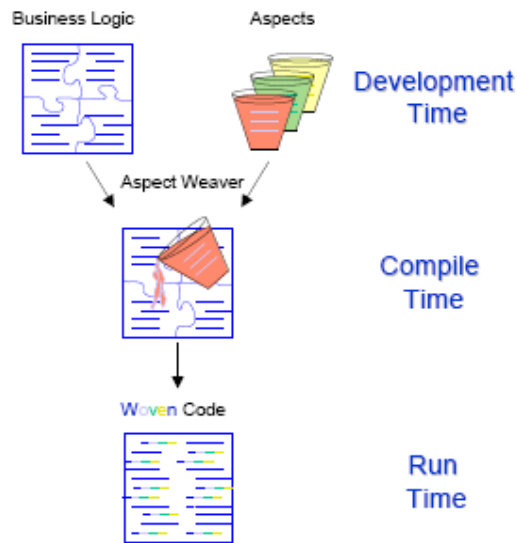 Business Logic
Aspects
Development
Time
Aspect Weaver
Compile
Time
Woven Code
Run
Time